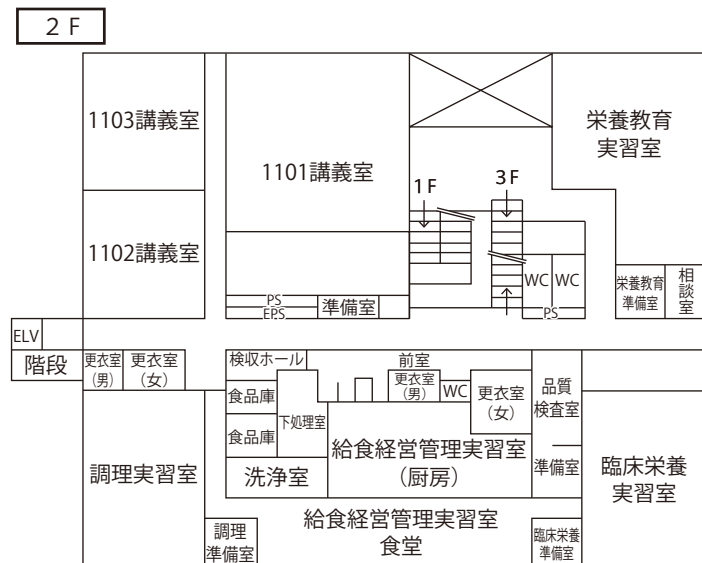 2F
1103講義室
1101講義室
栄養教育
実習室
1F
3F
1102講義室
WC
WC
栄養教育
準備室
相談室
PS
EPS
準備室
PS
ELV
階段
更衣室
(男)
更衣室
(女)
検収ホール
前室
食品庫
下処理室
更衣室
(男)
WC
更衣室
(女)
品質
検査室
食品庫
調理実習室
洗浄室
給食経営管理実習室
(厨房)
準備室
臨床栄養
実習室
調理
準備室
給食経営管理実習室
食堂
臨床栄養
準備室